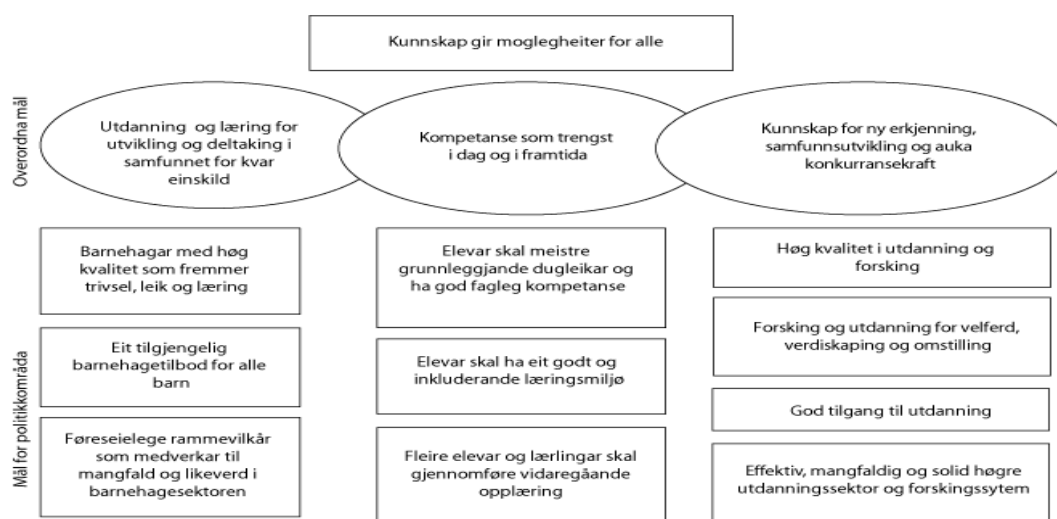 Kunnskap gir moglegheiter for alle
Overordna mål
Utdanning og læring for
utvikling og deltaking i
samfunnet for kvar
einskild
Kompetanse som trengst
i dag og i framtida
Kunnskap for ny erkjenning,
samfunnsutvikling og auka
konkurransekraft
Mål for politikkområda
Barnehagar med høg
kvalitet som fremmer
trivsel, leik og læring
Eit tilgjengelig
barnehagetilbod for alle
barn
Føreseielege rammevilkår
som medverkar til
mangfald og likeverd i
barnehagesektoren
Elevar skal meistre
grunnleggjande dugleikar og
ha god fagleg kompetanse
Elevar skal ha eit godt og
inkluderande læringsmiljø
Fleire elevar og lærlingar skal
gjennomføre vidaregåande
opplæring
Høg kvalitet i utdanning og
forsking
Forsking og utdanning for velferd,
verdiskaping og omstilling
God tilgang til utdanning
Effektiv, mangfaldig og solid høgre
utdanningssektor og forskingssytem